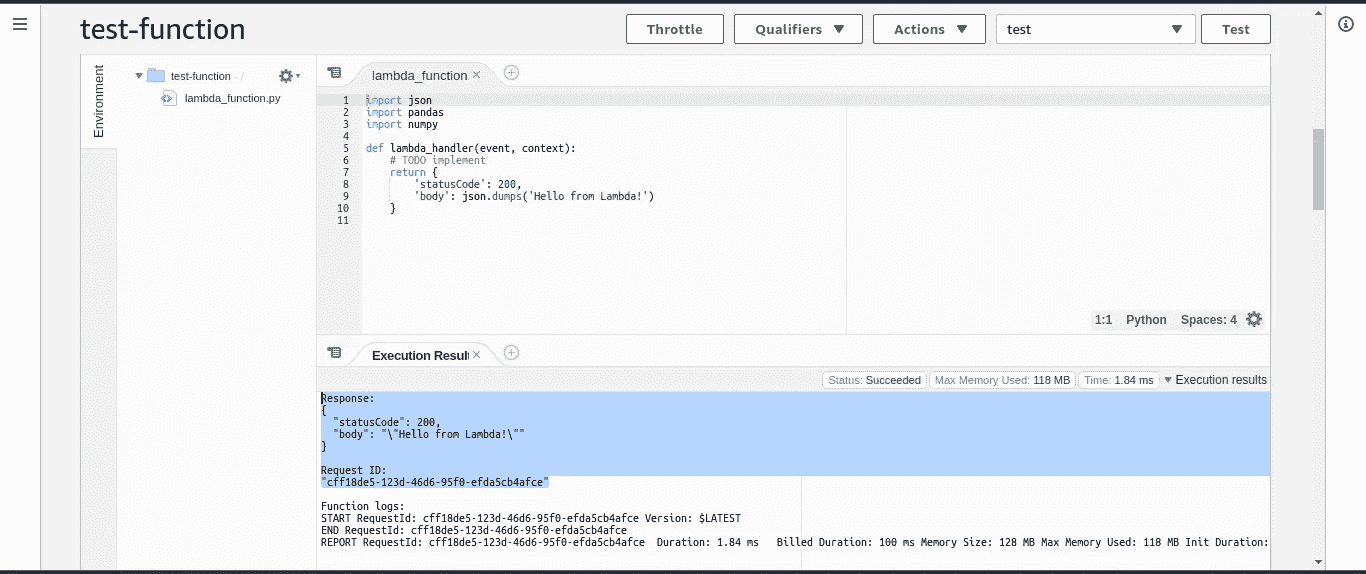 test-function
Throttle
Qualifiers
Actions
test
Test
Environment
test-function /
lambda_function.py
lambda_function
1 import json
2 import pandas
3 import numpy
4
5 def lambda_handler(event, context):
6     # TODO implement
7     return {
8         'statusCode': 200,
9         'body': json.dumps('Hello from Lambda!')
10     }
11
1:1 Python Spaces: 4
Execution Resul
Status: Succeeded Max Memory Used: 118 MB Time: 1.84 ms Execution results
Response:
{
  "statusCode": 200,
  "body": "\"Hello from Lambda!\""
}
Request ID:
"cff18de5-123d-46d6-95f0-efda5cb4afce"
Function logs:
START RequestId: cff18de5-123d-46d6-95f0-efda5cb4afce Version: $LATEST
END RequestId: cff18de5-123d-46d6-95f0-efda5cb4afce
REPORT RequestId: cff18de5-123d-46d6-95f0-efda5cb4afce  Duration: 1.84 ms   Billed Duration: 100 ms Memory Size: 128 MB Max Memory Used: 118 MB Init Duration: